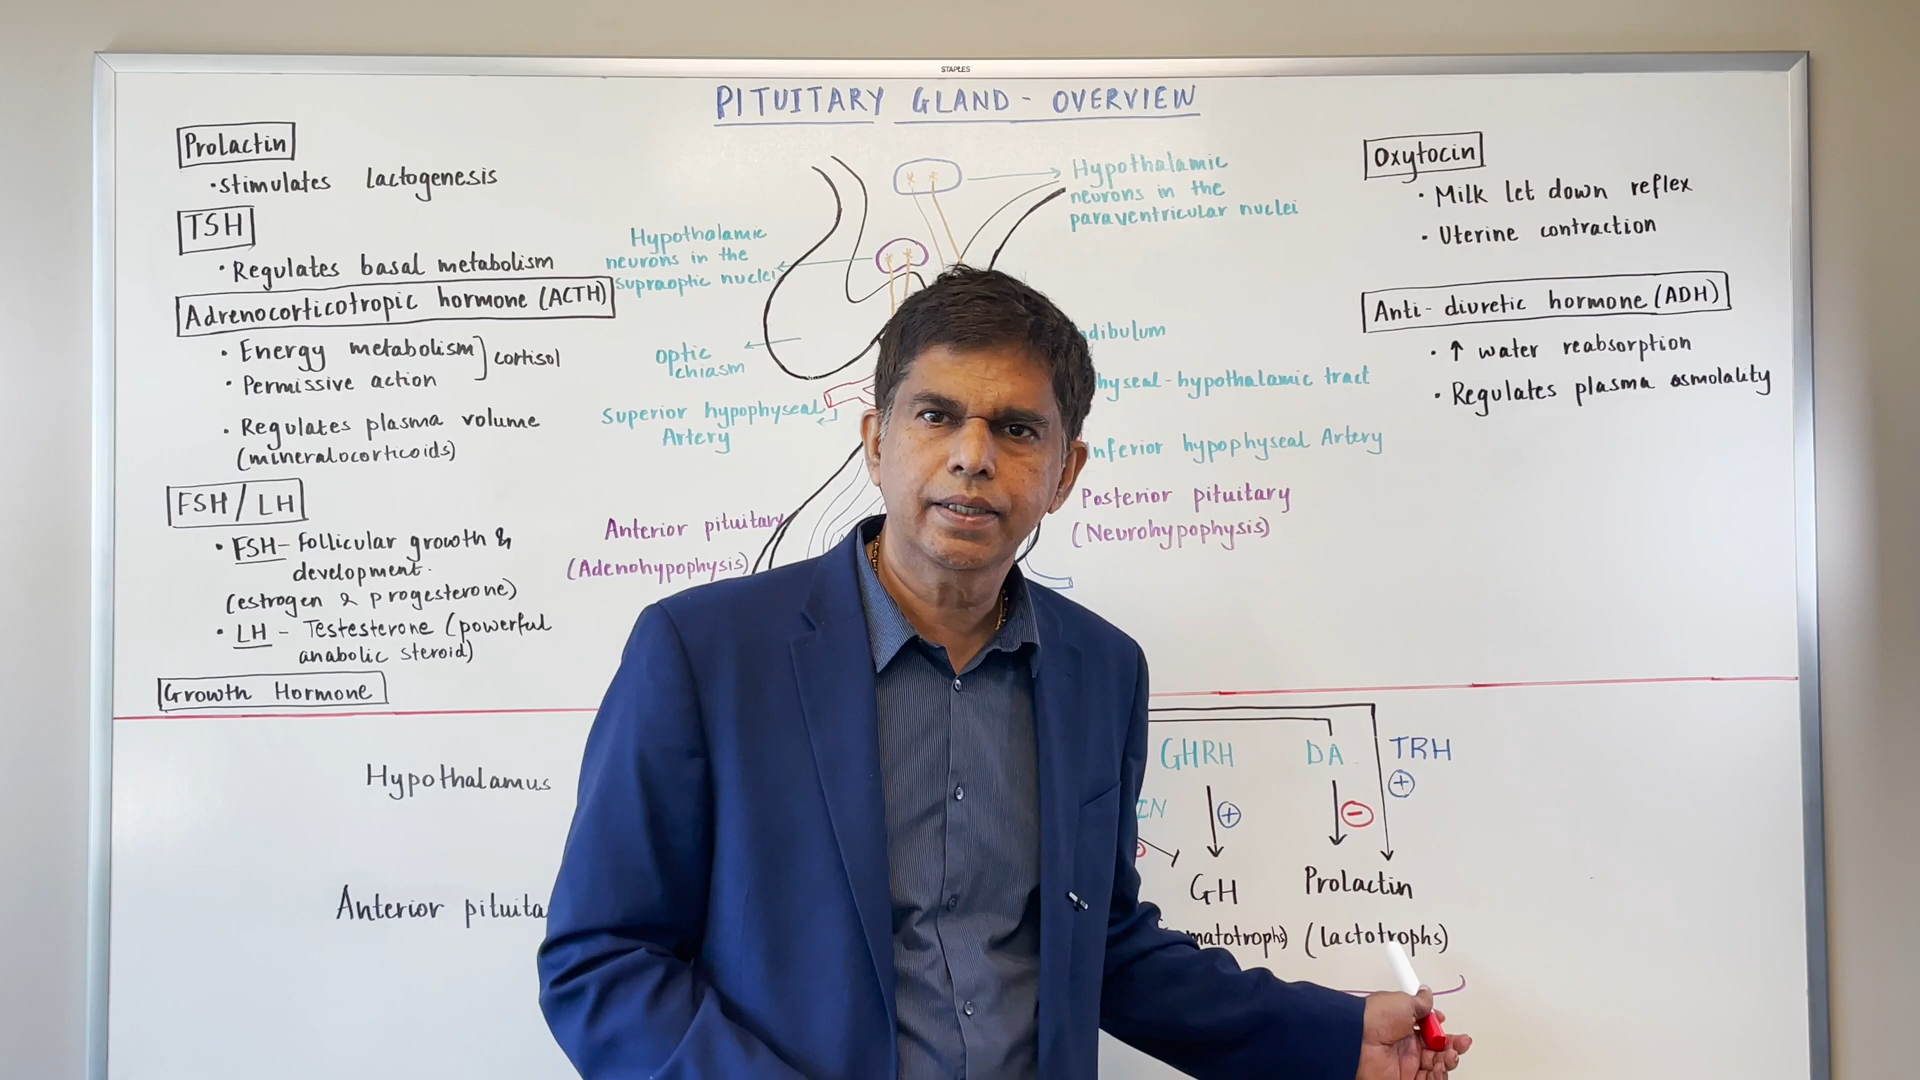 STAPLES
PITUITARY GLAND - OVERVIEW
Prolactin
• stimulates lactogenesis
TSH
• Regulates basal metabolism
Adrenocorticotropic hormone (ACTH)
• Energy metabolism
• Permissive action
] cortisol
• Regulates plasma volume
(mineralocorticoids)
FSH / LH
• FSH - Follicular growth &
development.
(estrogen & progesterone)
• LH - Testesterone (powerful
anabolic steroid)
Growth Hormone
Hypothalamic
neurons in the
supraoptic nuclei
optic
chiasm
Superior hypophyseal
Artery
Anterior pituitary
(Adenohypophysis)
Hypothalamic
neurons in the
paraventricular nuclei
dibulum
hyseal-hypothalamic tract
inferior hypophyseal Artery
Posterior pituitary
(Neurohypophysis)
Oxytocin
• Milk let down reflex
• Uterine contraction
Anti-diuretic hormone (ADH)
• ↑ water reabsorption
• Regulates plasma osmolality
Hypothalamus
GHRH DA TRH
IN + - +
Anterior pituita
GH Prolactin
matotrophs) (lactotrophs)